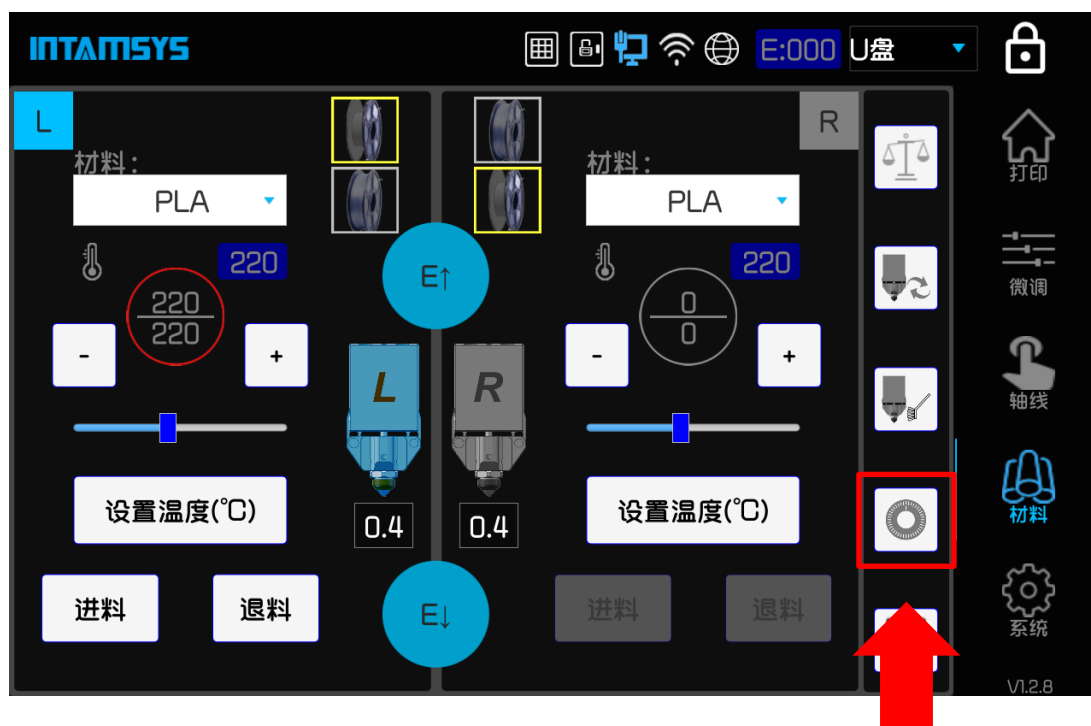 INTAMSYS
E:000
U盘
L
R
材料：
PLA
材料：
PLA
220
220
220
220
0
0
-
+
-
+
E↑
L
R
设置温度(℃)
设置温度(℃)
0.4
0.4
进料
退料
E↓
进料
退料
打印
微调
轴线
材料
系统
V1.2.8